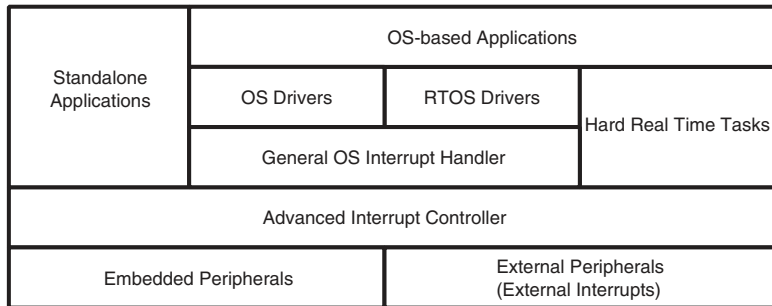 OS-based Applications
Standalone
Applications
OS Drivers
RTOS Drivers
Hard Real Time Tasks
General OS Interrupt Handler
Advanced Interrupt Controller
Embedded Peripherals
External Peripherals
(External Interrupts)